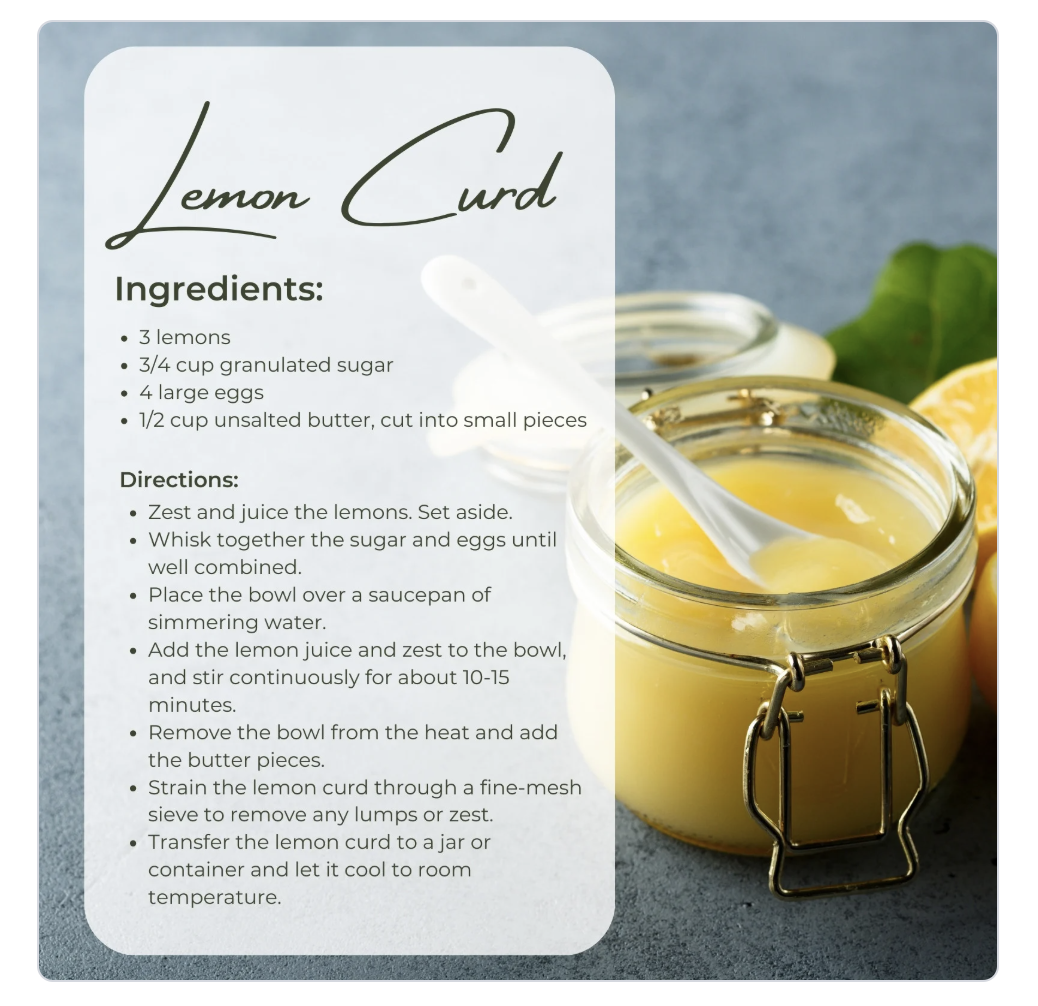 Lemon Curd
Ingredients:
• 3 lemons
• 3/4 cup granulated sugar
• 4 large eggs
• 1/2 cup unsalted butter, cut into small pieces
Directions:
• Zest and juice the lemons. Set aside.
• Whisk together the sugar and eggs until
well combined.
• Place the bowl over a saucepan of
simmering water.
• Add the lemon juice and zest to the bowl,
and stir continuously for about 10-15
minutes.
• Remove the bowl from the heat and add
the butter pieces.
• Strain the lemon curd through a fine-mesh
sieve to remove any lumps or zest.
• Transfer the lemon curd to a jar or
container and let it cool to room
temperature.